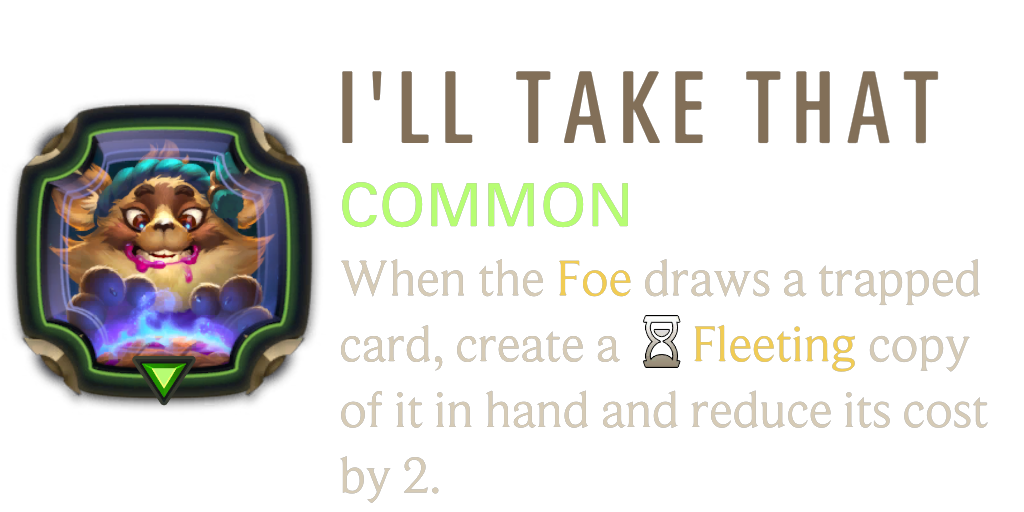 I'LL TAKE THAT
COMMON
When the Foe draws a trapped
card, create a Fleeting copy
of it in hand and reduce its cost
by 2.